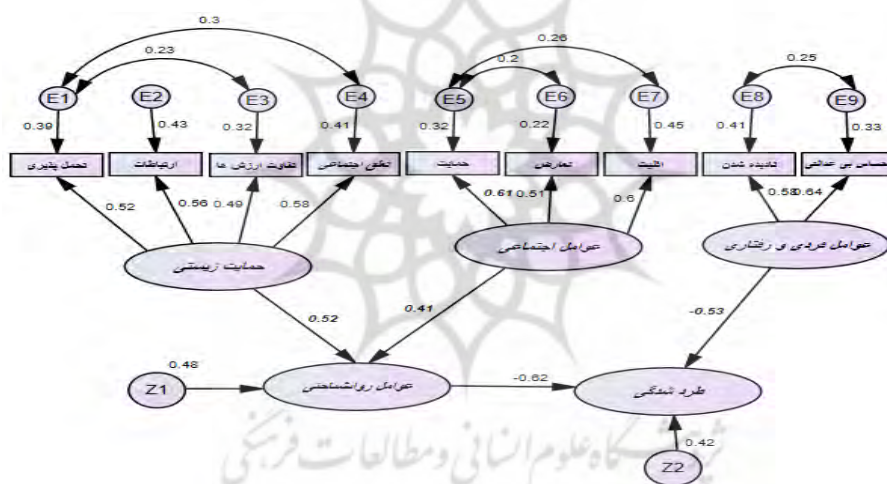 0.3
0.23
0.26
0.2
0.25
E1 E2 E3 E4 E5 E6 E7 E8 E9
0.39 0.43 0.32 0.41 0.32 0.22 0.45 0.41 0.33
تحمل پذیری
ارتباطات
تفاوت ارزش ها
تعلق اجتماعی
حمایت
تعارض
اقلیت
نادیده شدن
حساس بی عدالتی
0.52 0.56 0.49 0.58 0.61 0.51 0.6 0.58 0.64
حمایت زیستی
عوامل اجتماعی
عوامل فردی و رفتاری
0.52 0.41 -0.53
Z1 0.48
عوامل روانشناختی
-0.62
طرد شدگی
0.42
Z2
پژوهشگاه علوم انسانی و مطالعات فرهنگی